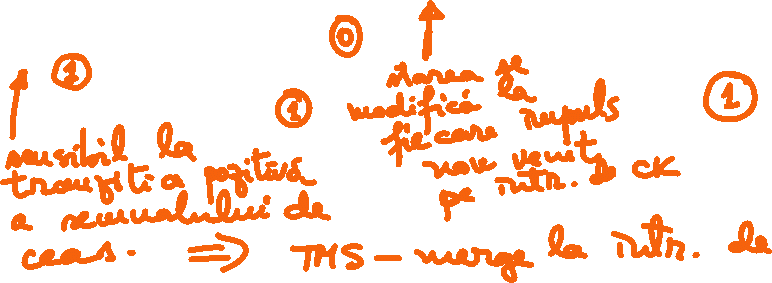 0
1
1
1
sensibil la
tranziția pozitivă
a semnalului de
ceas.
starea se
modifică la
fiecare impuls
nou venit
pe intr. de CK
⇒ TMS – merge la intr. de